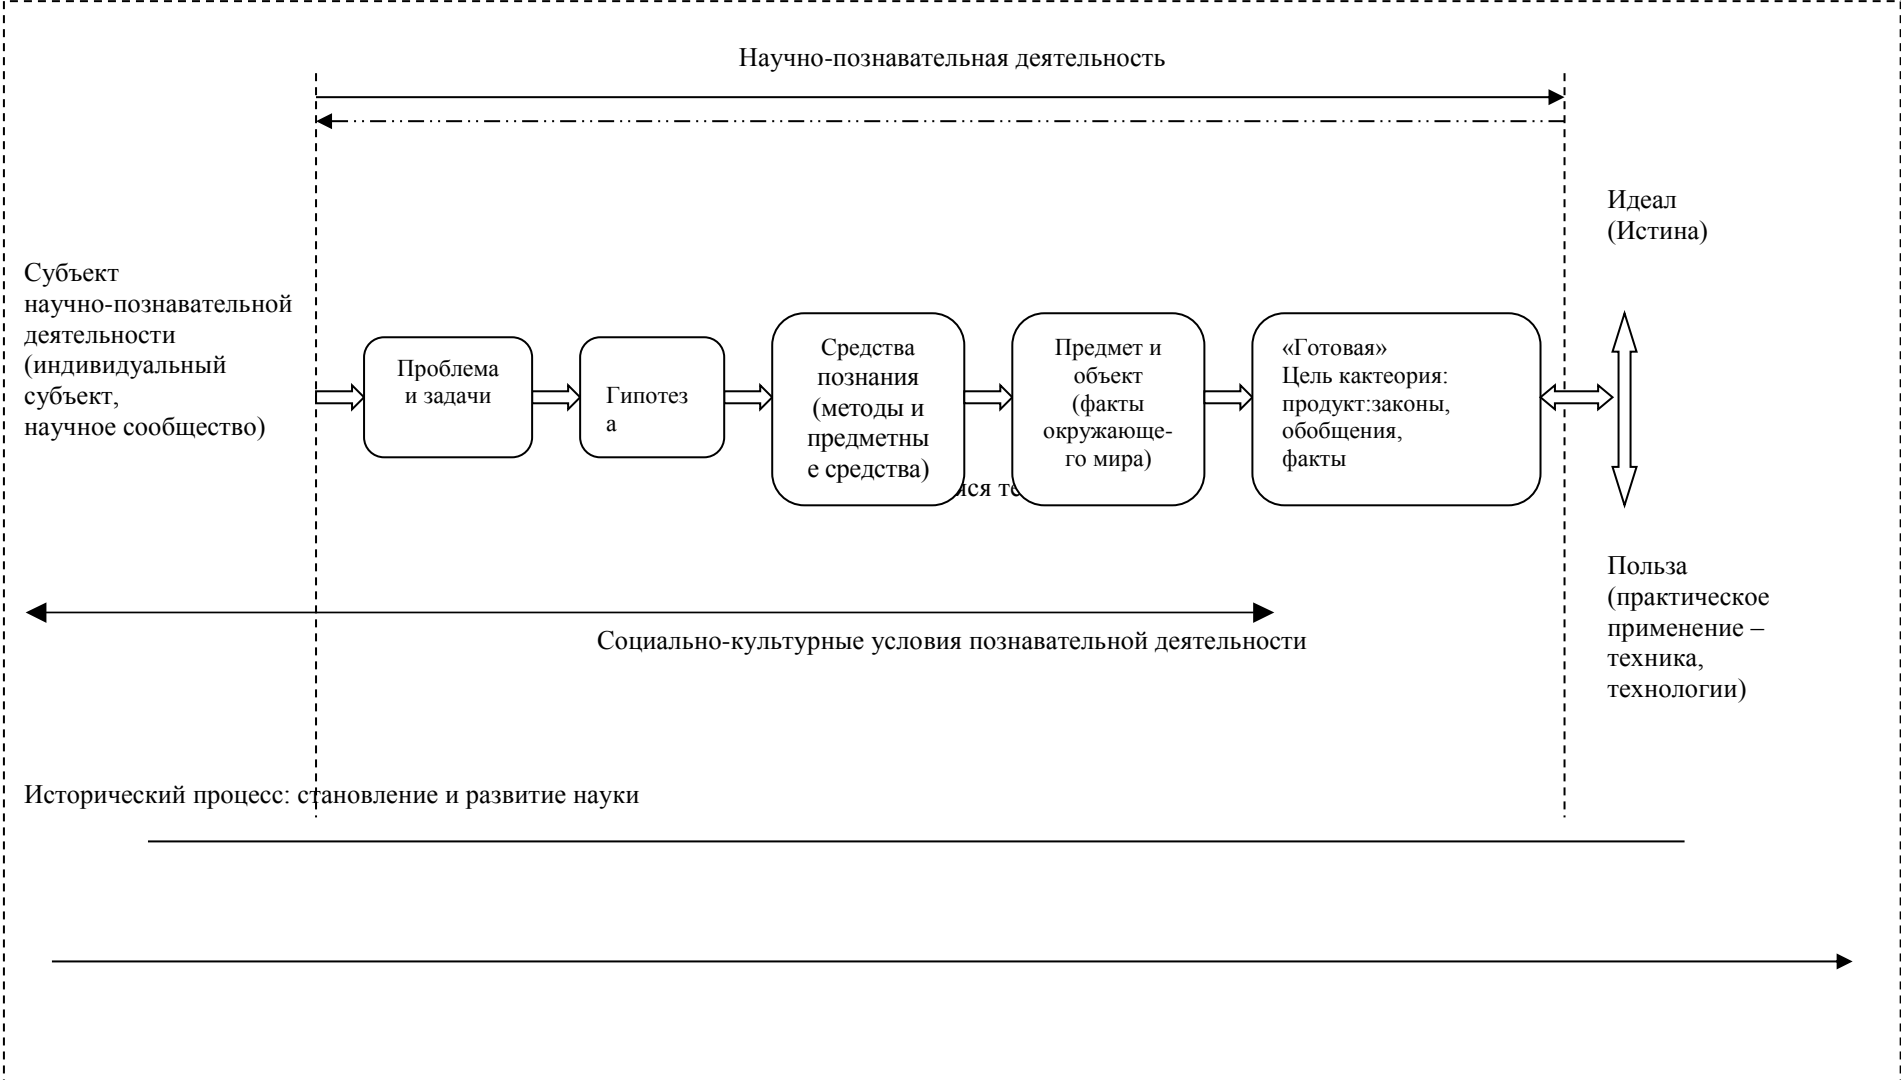 Научно-познавательная деятельность
Идеал
(Истина)
Субъект
научно-познавательной
деятельности
(индивидуальный
субъект,
научное сообщество)
Проблема
и задачи
Гипотез
а
Средства
познания
(методы и
предметны
е средства)
Предмет и
объект
(факты
окружающе-
го мира)
«Готовая»
Цель кактеория:
продукт:законы,
обобщения,
факты
Польза
(практическое
применение –
техника,
технологии)
Социально-культурные условия познавательной деятельности
Исторический процесс: становление и развитие науки